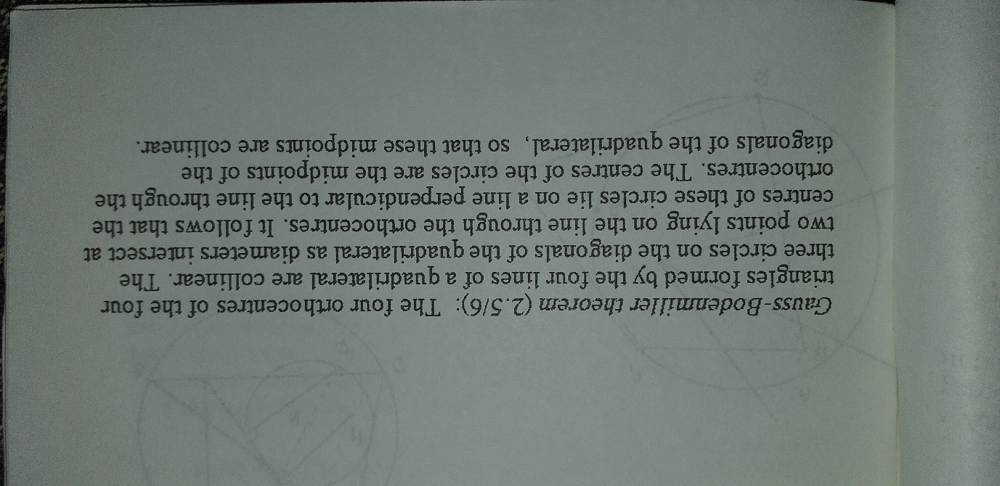 Gauss-Bodenmiller theorem (2.5/6): The four orthocentres of the four
triangles formed by the four lines of a quadrilateral are collinear. The
three circles on the diagonals of the quadrilateral as diameters intersect at
two points lying on the line through the orthocentres. It follows that the
centres of these circles lie on a line perpendicular to the line through the
orthocentres. The centres of the circles are the midpoints of the
diagonals of the quadrilateral, so that these midpoints are collinear.